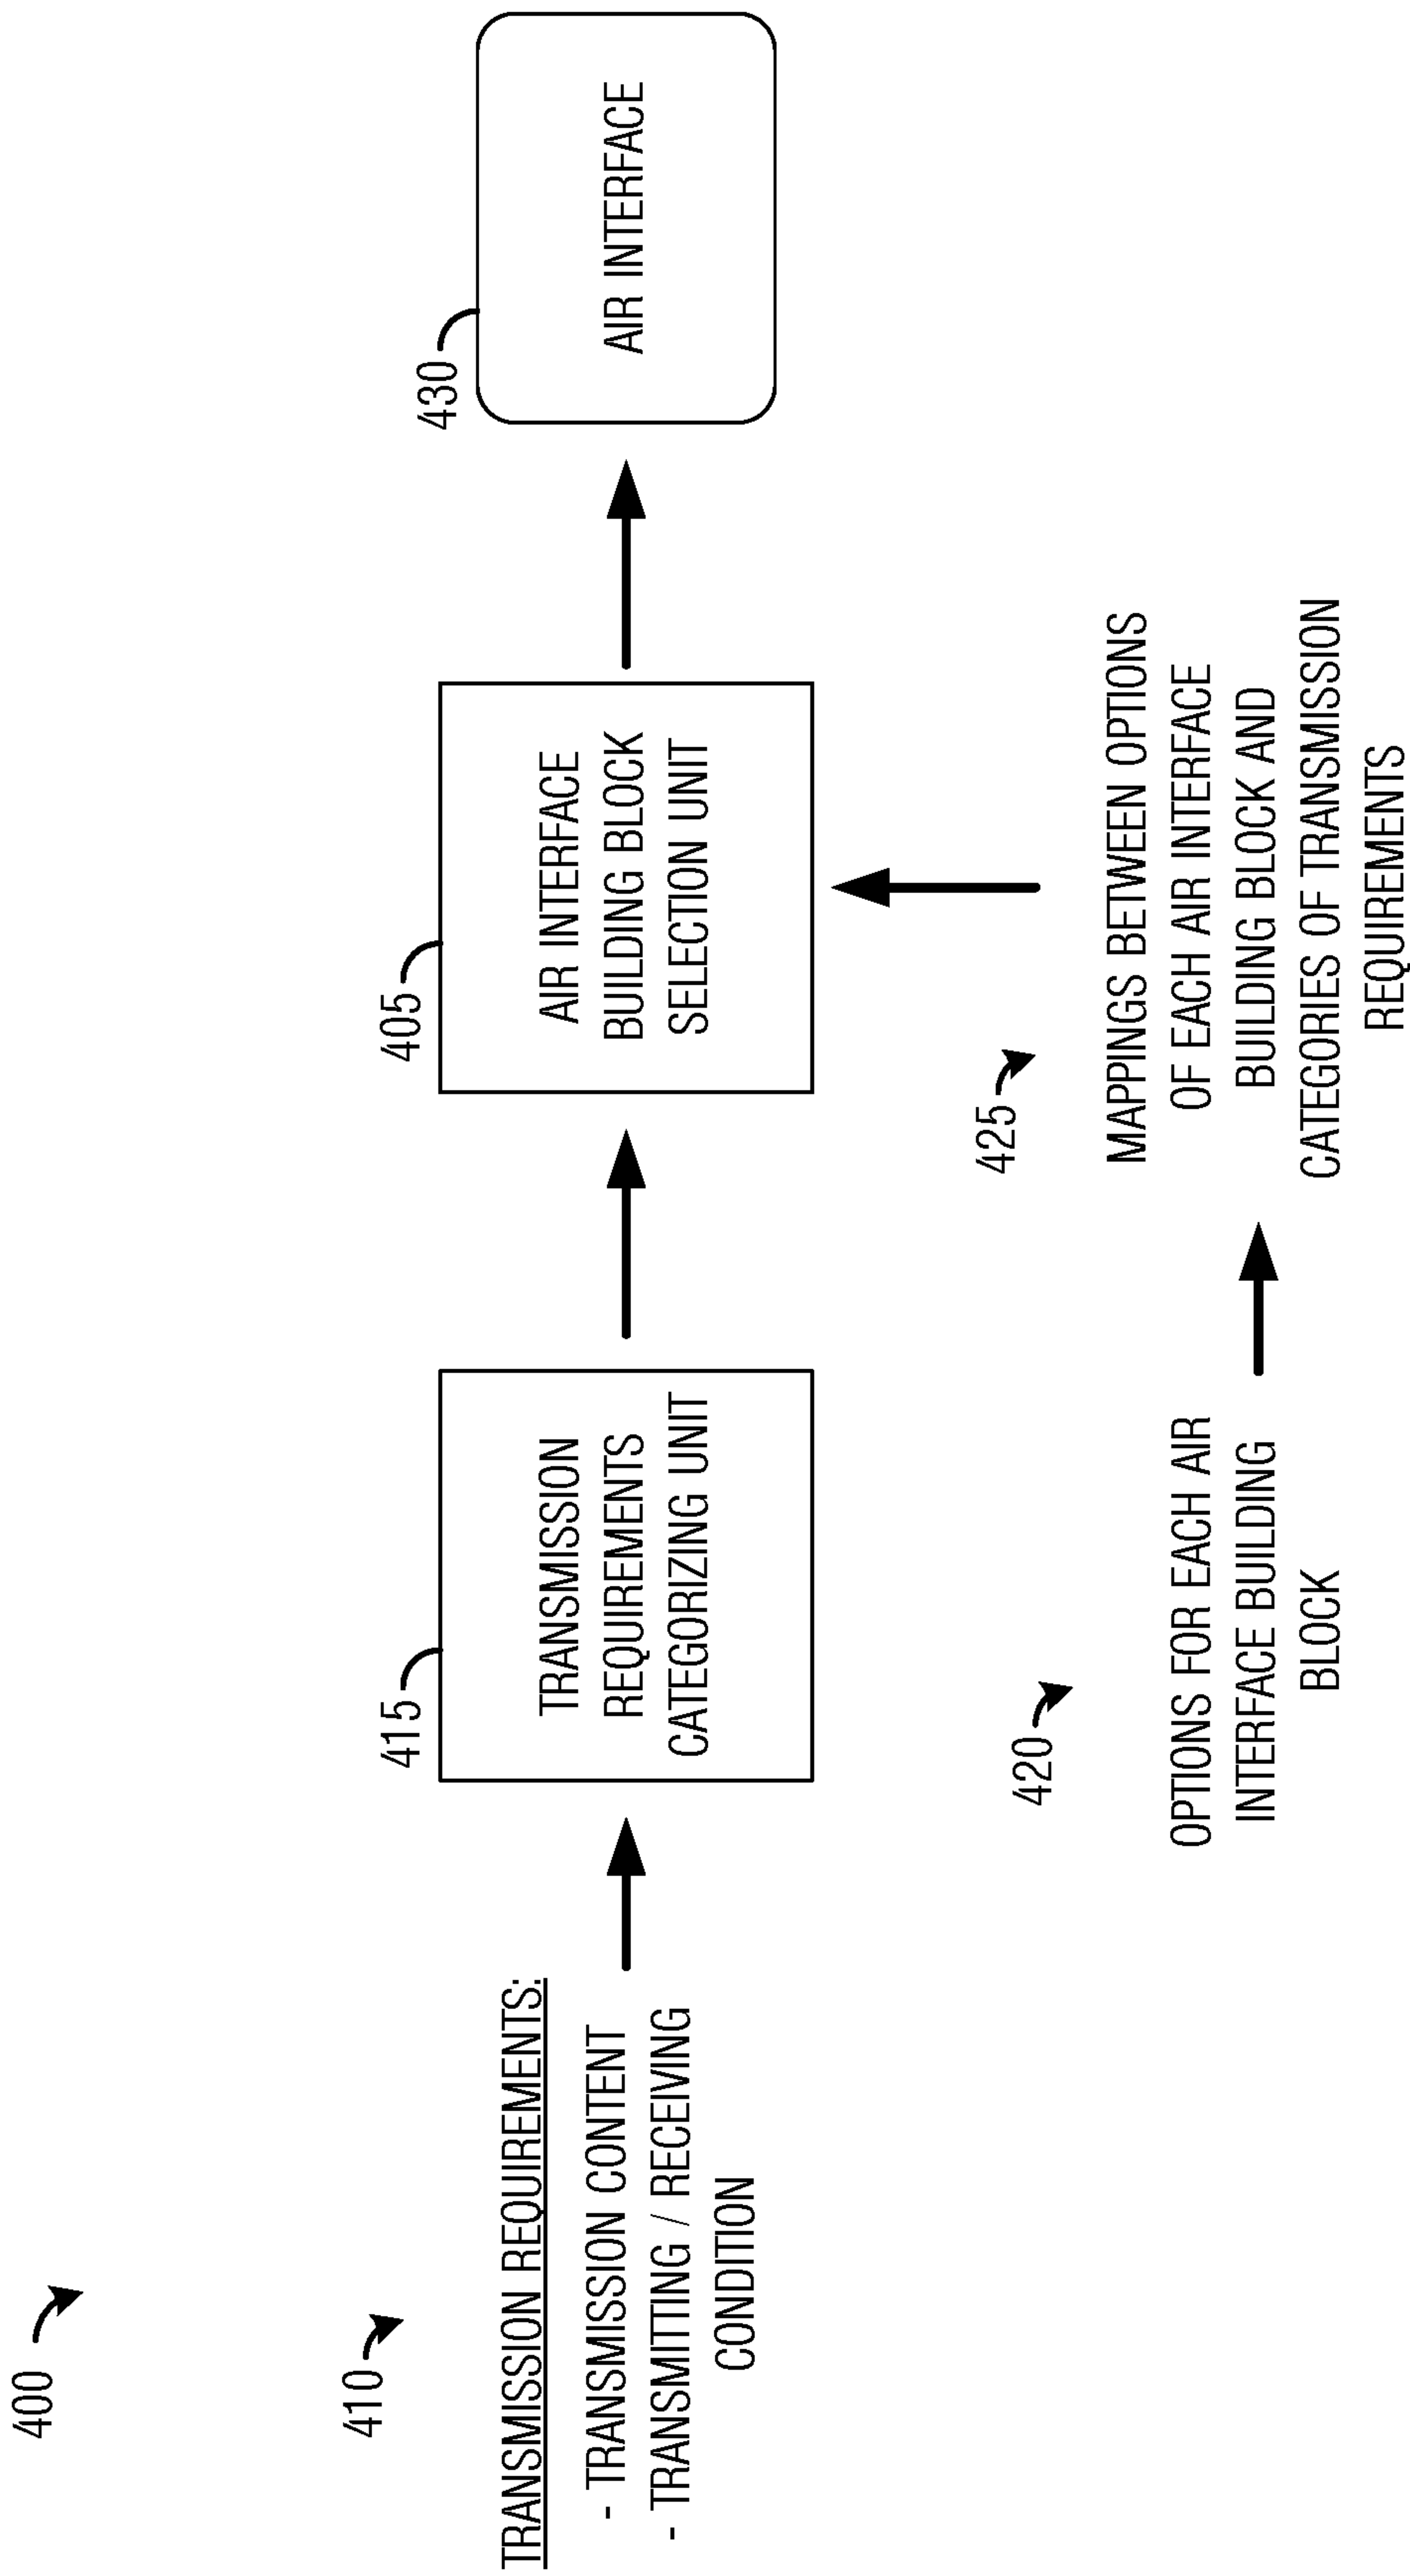 400
410
TRANSMISSION REQUIREMENTS:
- TRANSMISSION CONTENT
- TRANSMITTING / RECEIVING
CONDITION
415
TRANSMISSION
REQUIREMENTS
CATEGORIZING UNIT
405
AIR INTERFACE
BUILDING BLOCK
SELECTION UNIT
430
AIR INTERFACE
420
OPTIONS FOR EACH AIR
INTERFACE BUILDING
BLOCK
425
MAPPINGS BETWEEN OPTIONS
OF EACH AIR INTERFACE
BUILDING BLOCK AND
CATEGORIES OF TRANSMISSION
REQUIREMENTS